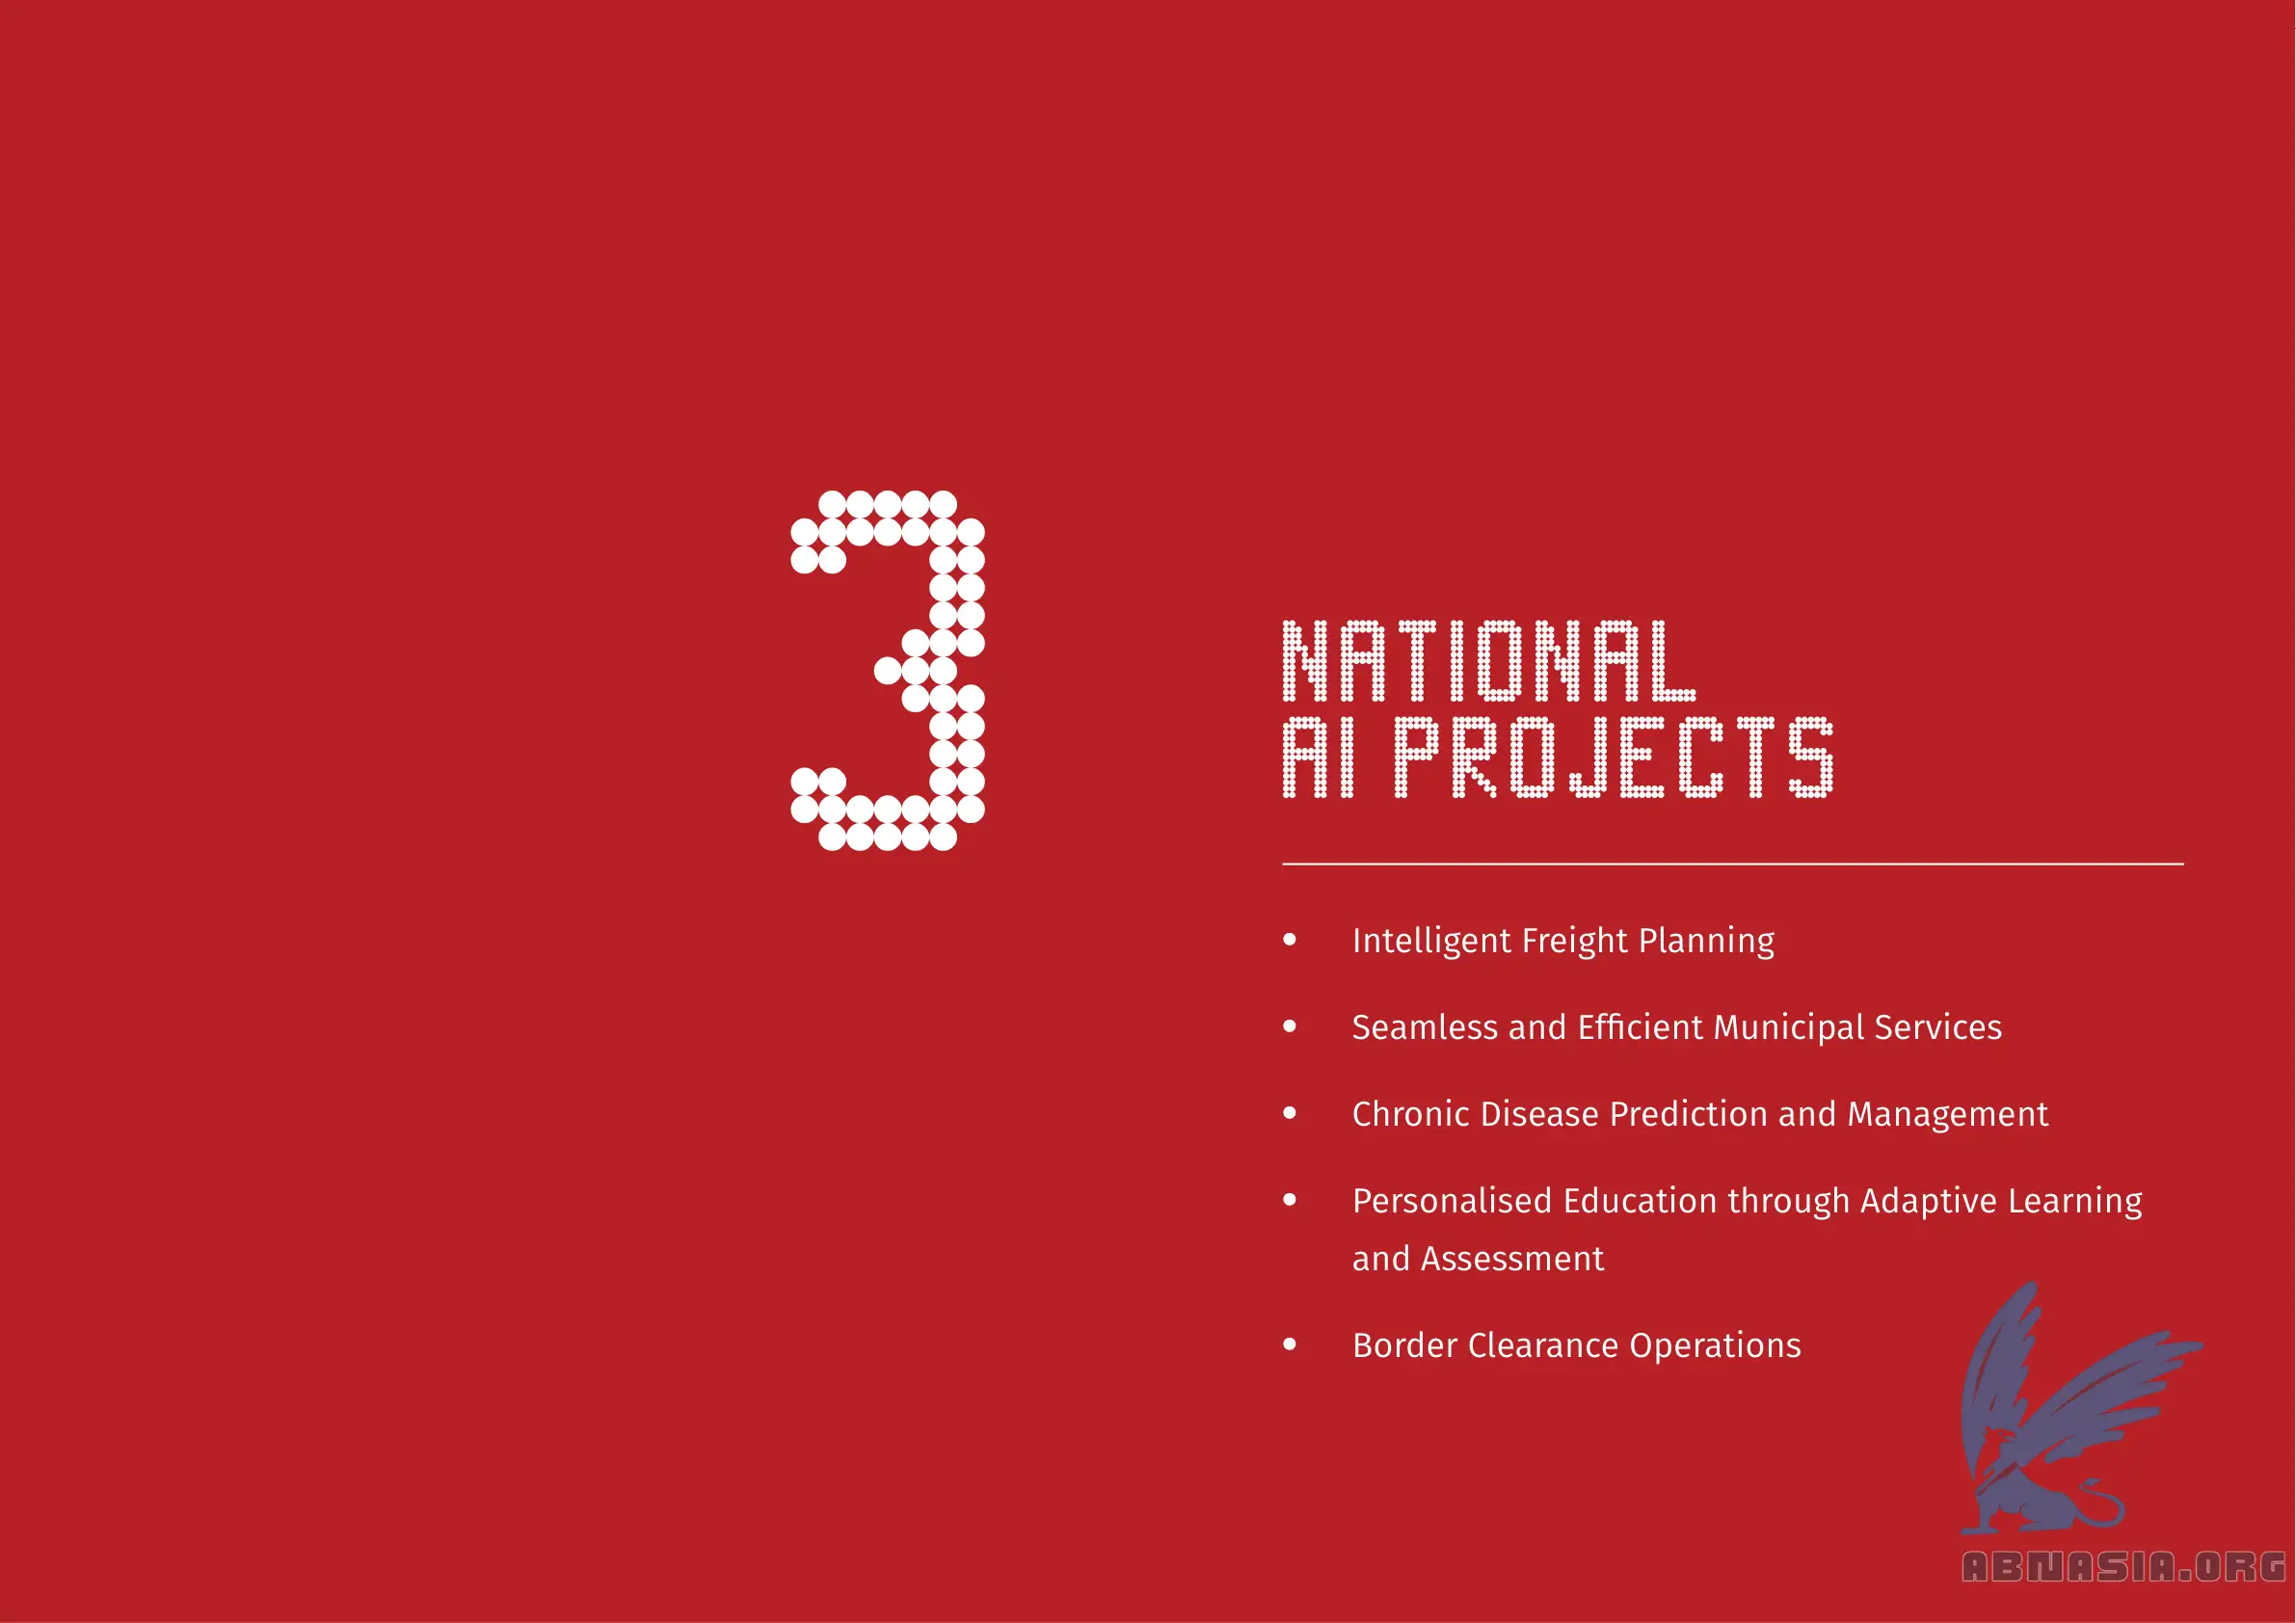 3
NATIONAL
AI PROJECTS
• Intelligent Freight Planning
• Seamless and Efficient Municipal Services
• Chronic Disease Prediction and Management
• Personalised Education through Adaptive Learning
and Assessment
• Border Clearance Operations
ABNASIA.ORG